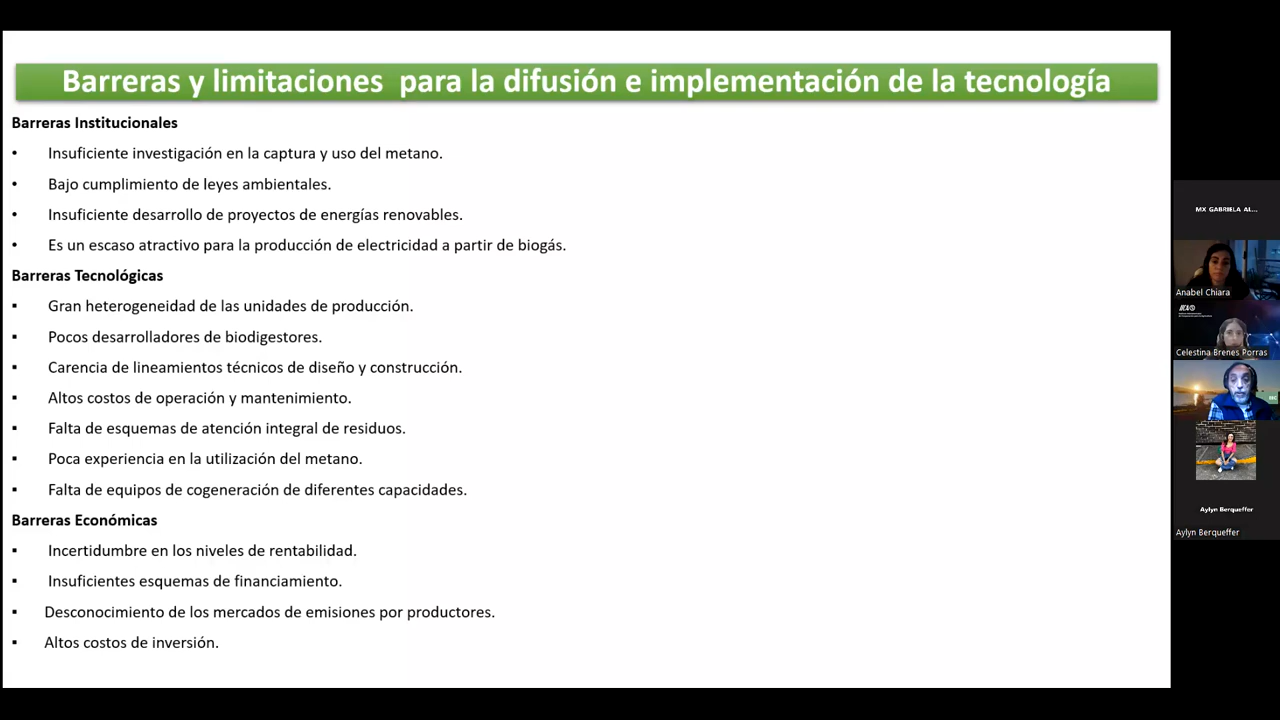 Barreras y limitaciones para la difusión e implementación de la tecnología
Barreras Institucionales
• Insuficiente investigación en la captura y uso del metano.
• Bajo cumplimiento de leyes ambientales.
• Insuficiente desarrollo de proyectos de energías renovables.
• Es un escaso atractivo para la producción de electricidad a partir de biogás.
Barreras Tecnológicas
▪ Gran heterogeneidad de las unidades de producción.
▪ Pocos desarrolladores de biodigestores.
▪ Carencia de lineamientos técnicos de diseño y construcción.
▪ Altos costos de operación y mantenimiento.
▪ Falta de esquemas de atención integral de residuos.
▪ Poca experiencia en la utilización del metano.
▪ Falta de equipos de cogeneración de diferentes capacidades.
Barreras Económicas
▪ Incertidumbre en los niveles de rentabilidad.
▪ Insuficientes esquemas de financiamiento.
▪ Desconocimiento de los mercados de emisiones por productores.
▪ Altos costos de inversión.
MX GABRIELA AL...
Anabel Chiara
Celestina Brenes Porras
Aylyn Berqueffer
Aylyn Berqueffer